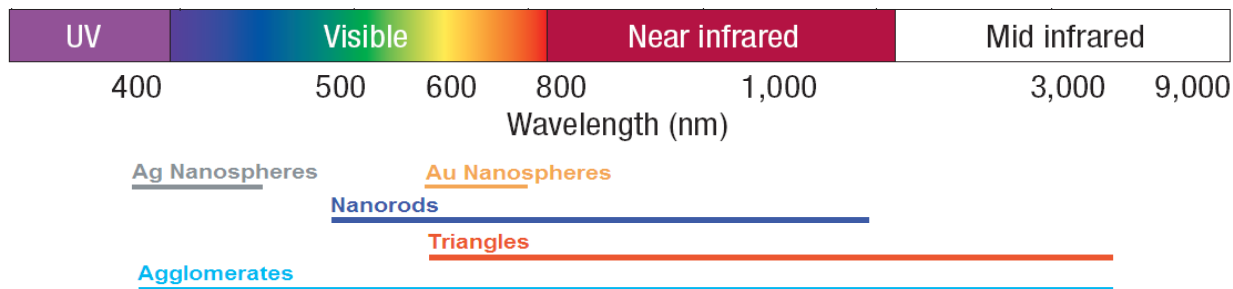 UV Visible Near infrared Mid infrared
400 500 600 800 1,000 3,000 9,000
Wavelength (nm)
Ag Nanospheres Au Nanospheres
Nanorods
Triangles
Agglomerates